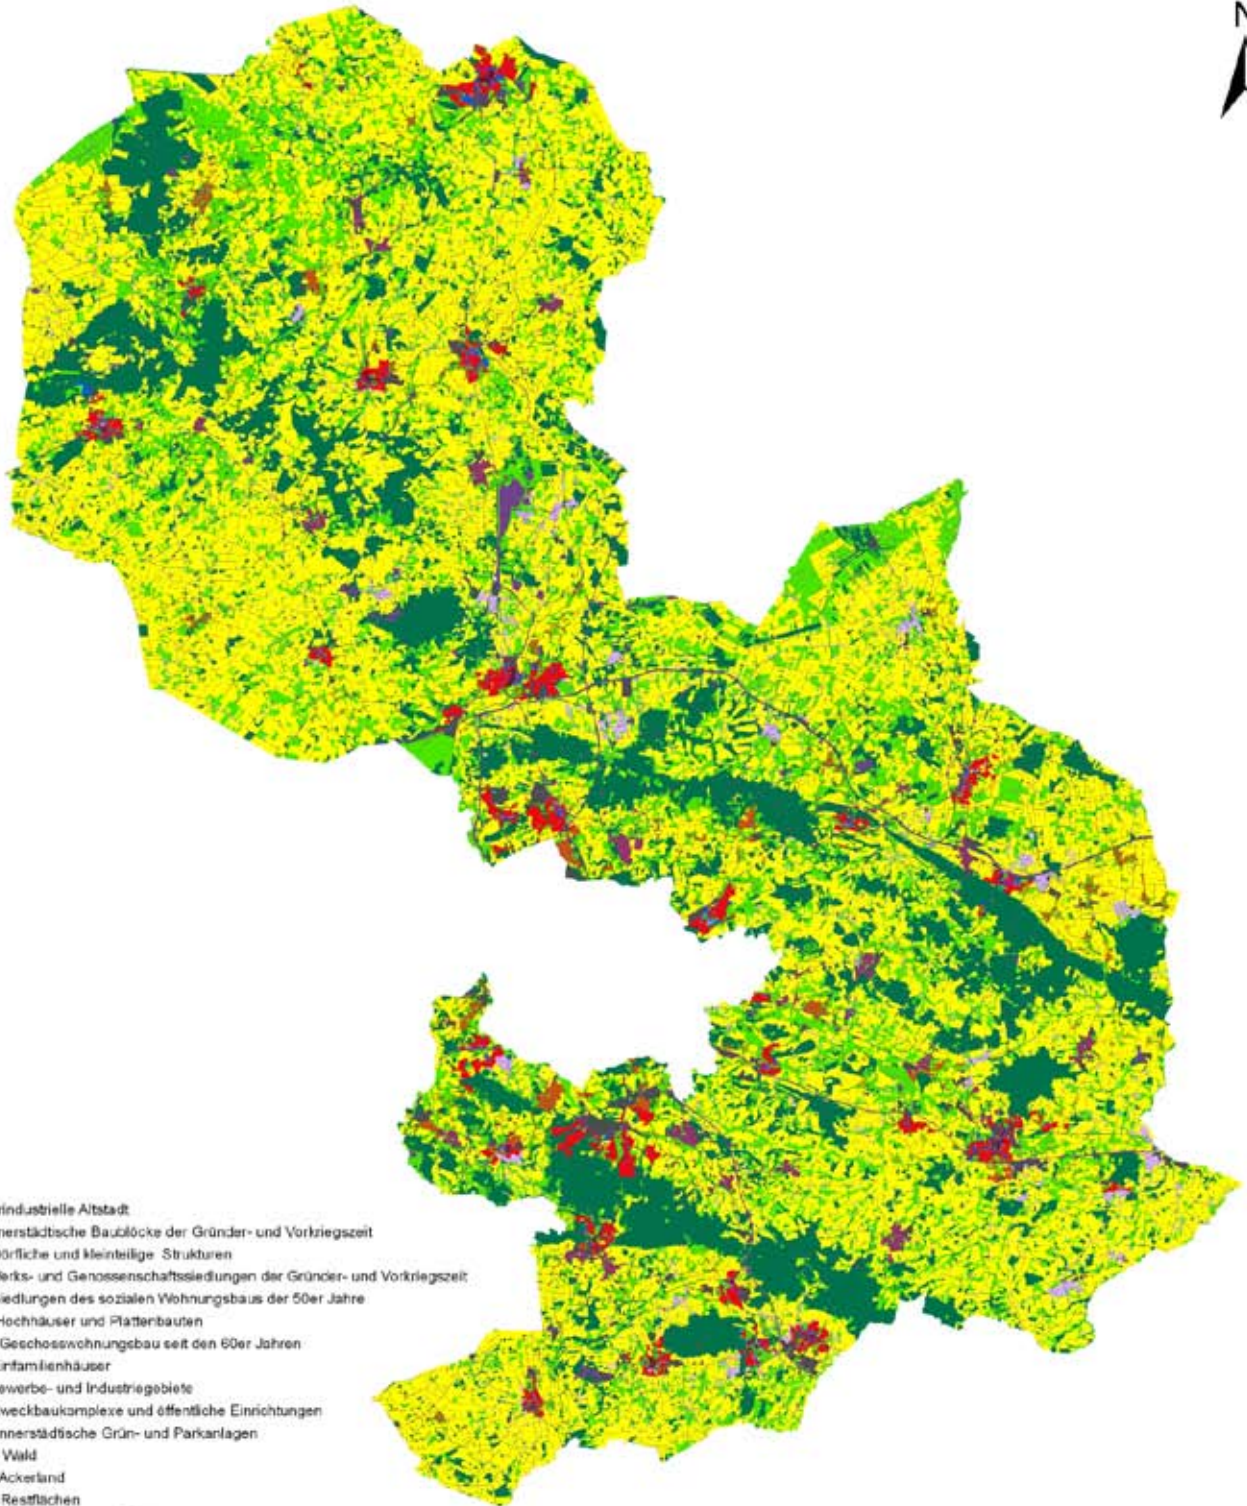 N
industrielle Altstadt
nerstädtische Baublöcke der Gründer- und Vorkriegszeit
örfliche und kleinteilige Strukturen
erks- und Genossenschaftssiedlungen der Gründer- und Vorkriegszeit
iedlungen des sozialen Wohnungsbaus der 50er Jahre
Hochhäuser und Plattenbauten
Geschosswohnungsbau seit den 60er Jahren
infamilienhäuser
ewerbe- und Industriegebiete
weckbaukomplexe und öffentliche Einrichtungen
nnerstädtische Grün- und Parkanlagen
Wald
Ackerland
Restflächen